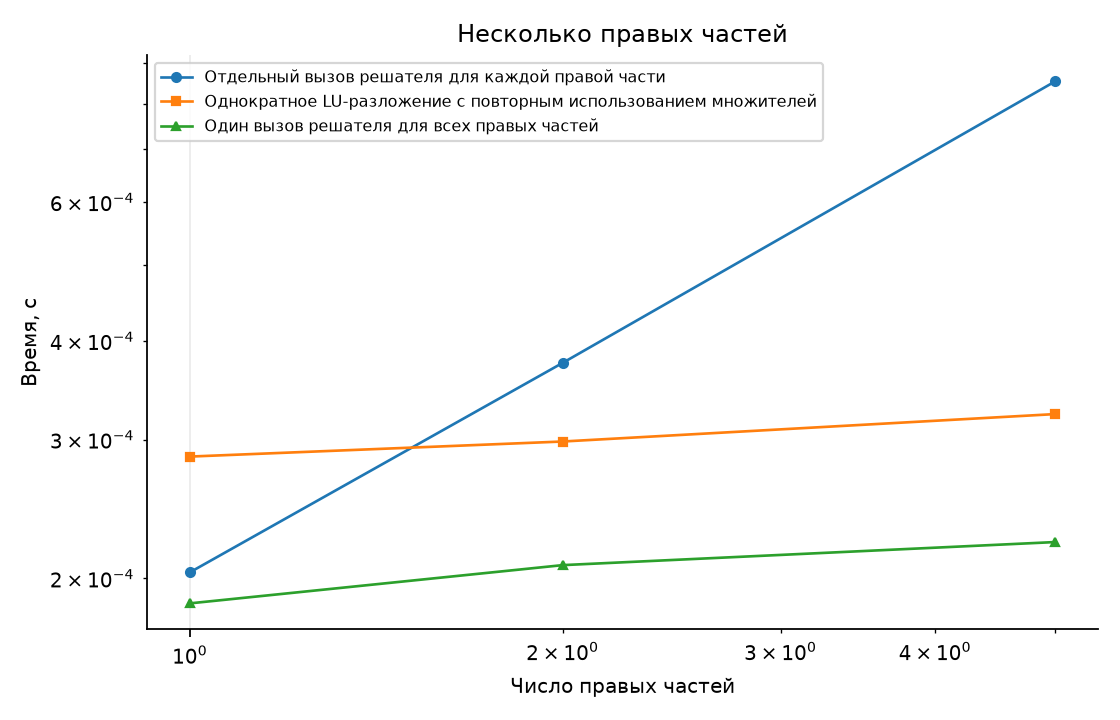 Несколько правых частей
Отдельный вызов решателя для каждой правой части
Однократное LU-разложение с повторным использованием множителей
Один вызов решателя для всех правых частей
Время, с
6 × 10⁻⁴
4 × 10⁻⁴
3 × 10⁻⁴
2 × 10⁻⁴
10⁰
2 × 10⁰
3 × 10⁰
4 × 10⁰
Число правых частей